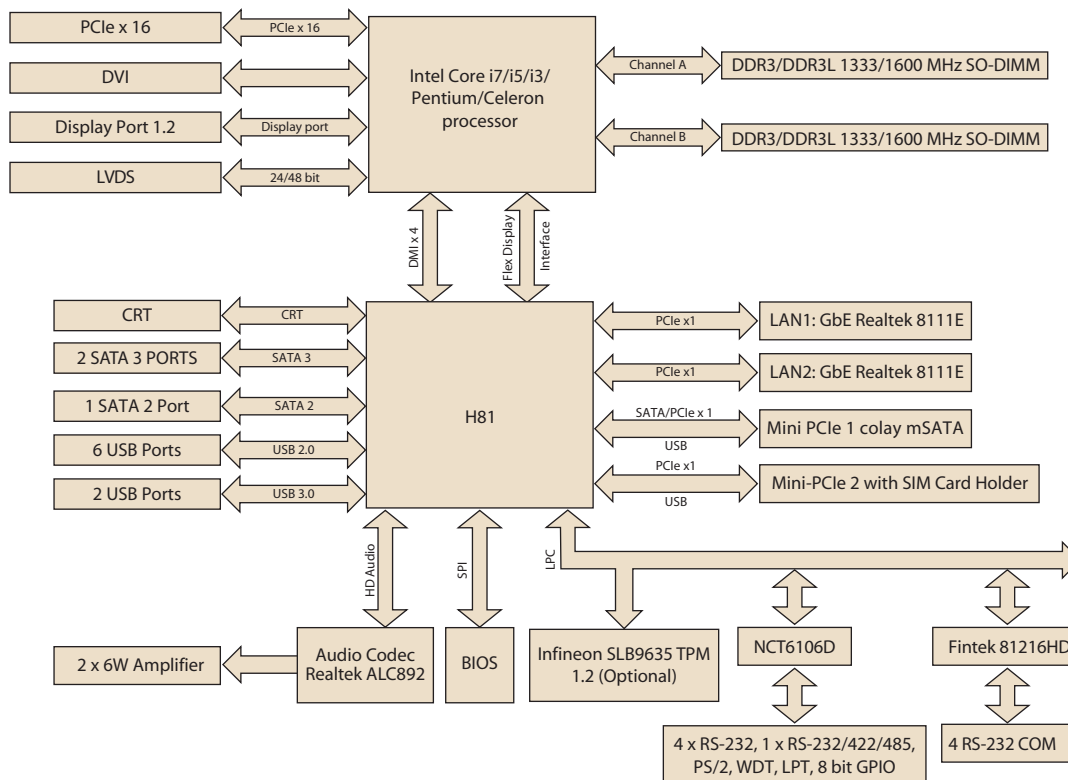 PCIe x 16
PCIe x 16
DVI
Display Port 1.2
Display port
LVDS
24/48 bit
Intel Core i7/i5/i3/
Pentium/Celeron
processor
Channel A
DDR3/DDR3L 1333/1600 MHz SO-DIMM
Channel B
DDR3/DDR3L 1333/1600 MHz SO-DIMM
DMI x 4
Flex Display
Interface
CRT
CRT
2 SATA 3 PORTS
SATA 3
1 SATA 2 Port
SATA 2
6 USB Ports
USB 2.0
2 USB Ports
USB 3.0
H81
PCIe x1
LAN1: GbE Realtek 8111E
PCIe x1
LAN2: GbE Realtek 8111E
SATA/PCIe x 1
USB
Mini PCIe 1 colay mSATA
PCIe x1
USB
Mini-PCIe 2 with SIM Card Holder
HD Audio
SPI
LPC
2 x 6W Amplifier
Audio Codec
Realtek ALC892
BIOS
Infineon SLB9635 TPM
1.2 (Optional)
NCT6106D
Fintek 81216HD
4 x RS-232, 1 x RS-232/422/485,
PS/2, WDT, LPT, 8 bit GPIO
4 RS-232 COM